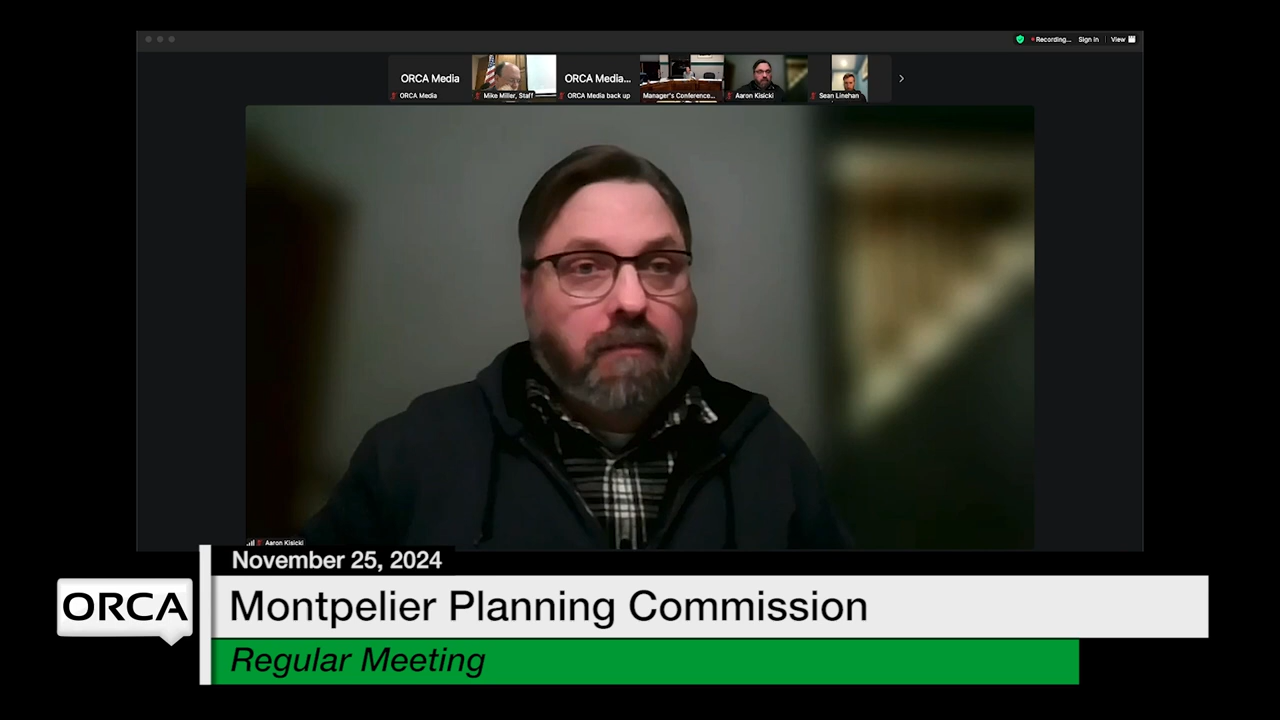 Recording... Sign in View
ORCA Media ORCA Media...
ORCA Media Mike Miller, Staff ORCA Media back up Manager's Conference... Aaron Kisicki Sean Linehan
Aaron Kisicki
November 25, 2024
ORCA
Montpelier Planning Commission
Regular Meeting